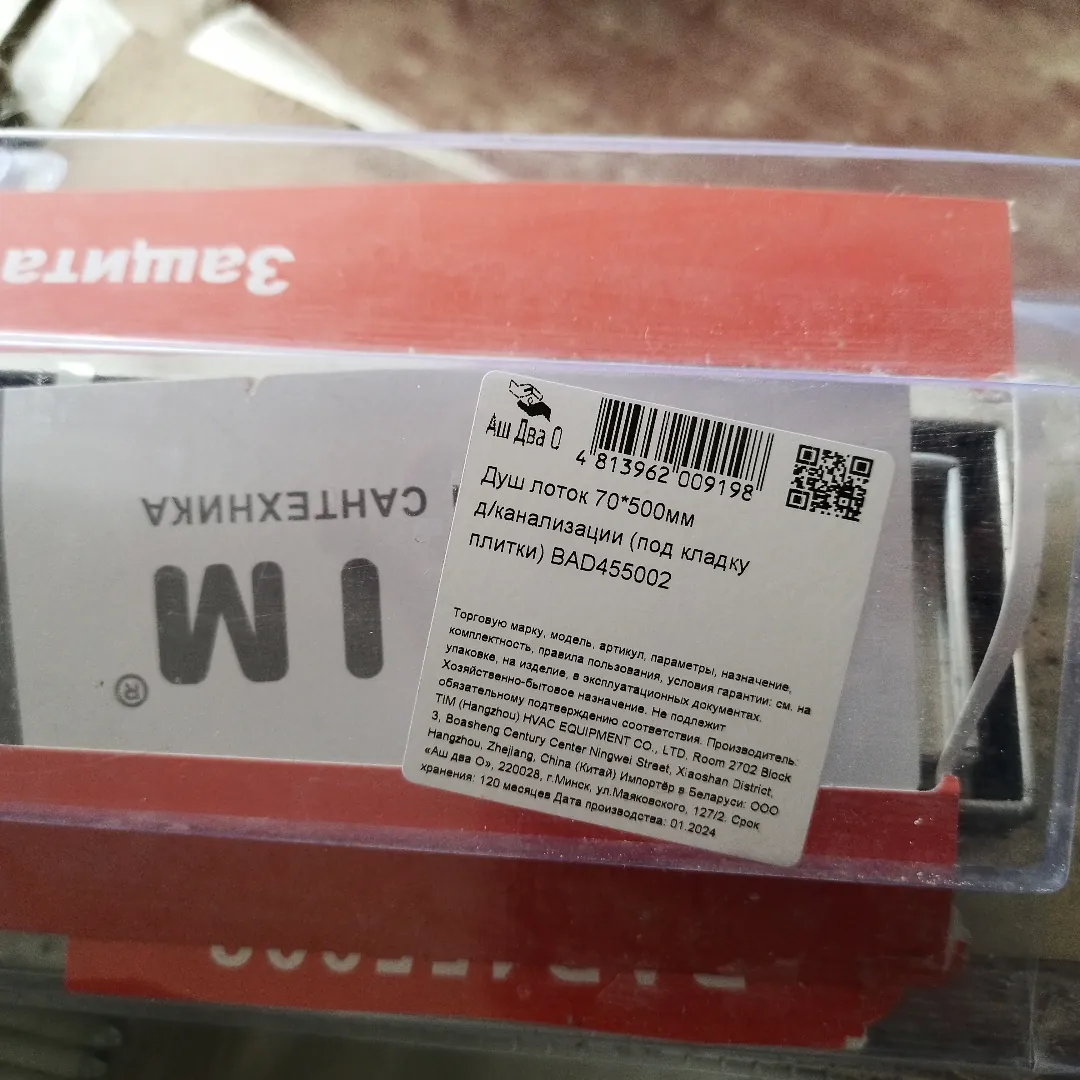 Защита
САНТЕХНИКА
IM®
Аш Два О
4 813962 009198
Душ лоток 70*500мм
д/канализации (под кладку
плитки) BAD455002
Торговую марку, модель, артикул, параметры, назначение,
комплектность, правила пользования, условия гарантии: см. на
упаковке, на изделие, в эксплуатационных документах.
Хозяйственно-бытовое назначение. Не подлежит
обязательному подтверждению соответствия. Производитель:
TIM (Hangzhou) HVAC EQUIPMENT CO., LTD. Room 2702 Block
3, Boasheng Century Center Ningwei Street, Xiaoshan District,
Hangzhou, Zhejiang, China (Китай) Импортёр в Беларуси: ООО
«Аш два О», 220028, г.Минск, ул.Маяковского, 127/2. Срок
хранения: 120 месяцев Дата производства: 01.2024